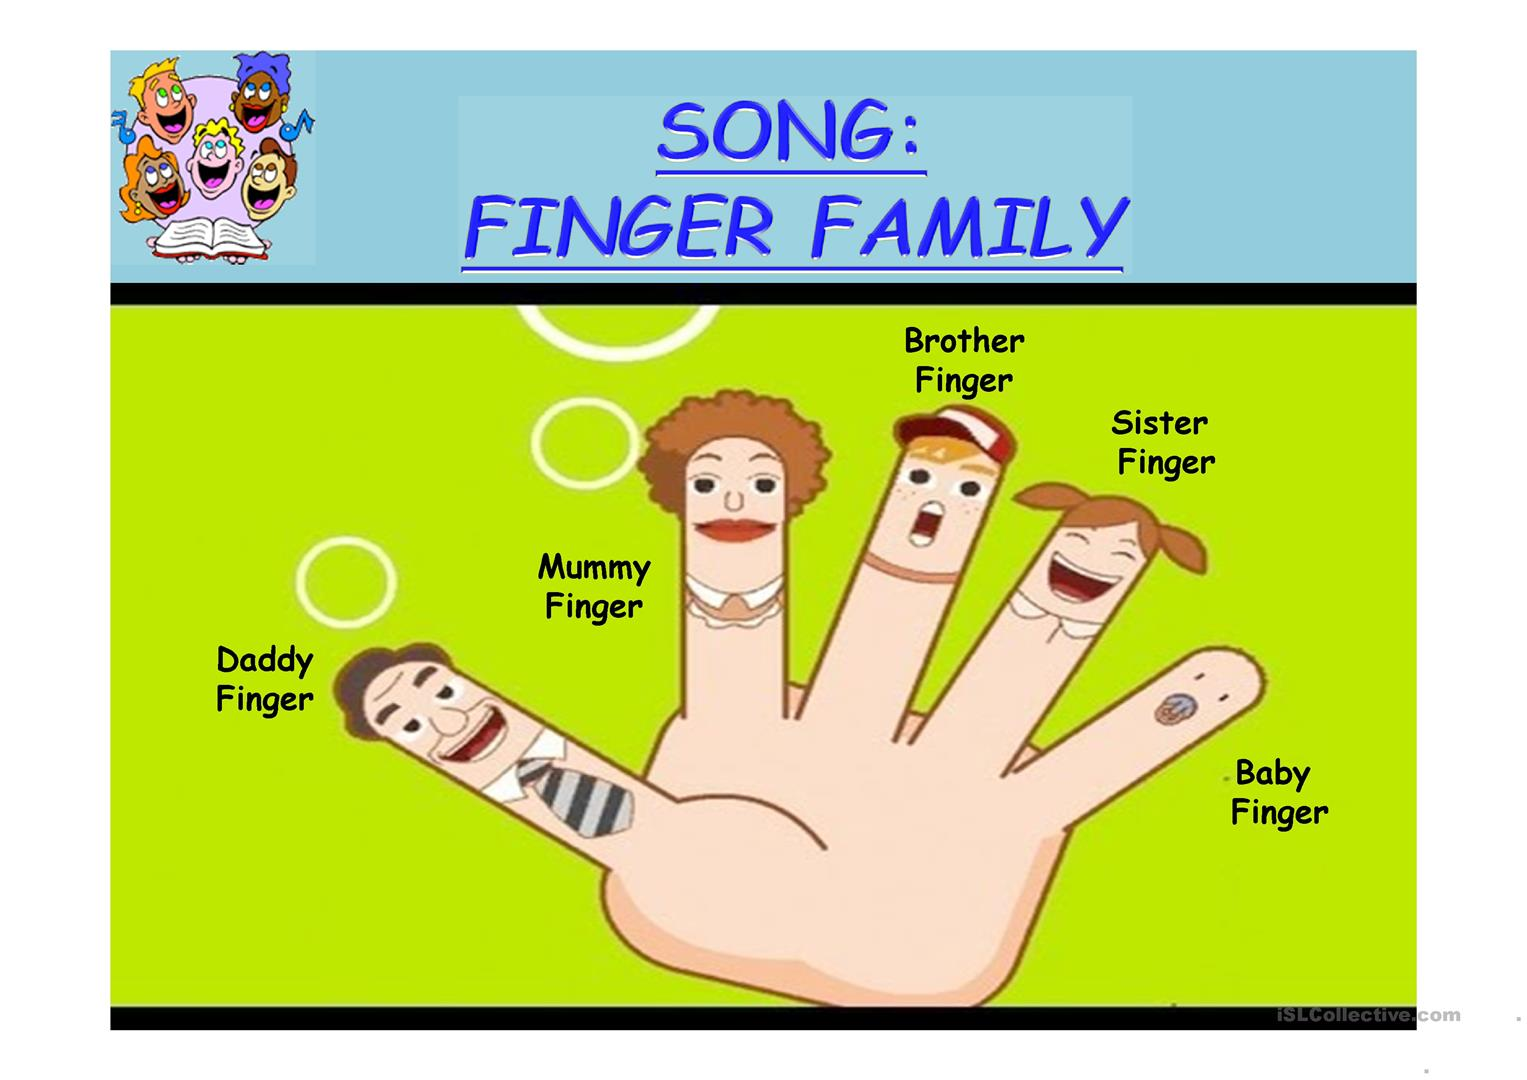 SONG:
FINGER FAMILY
Brother
Finger
Sister
Finger
Mummy
Finger
Daddy
Finger
Baby
Finger
iSLCollective.com